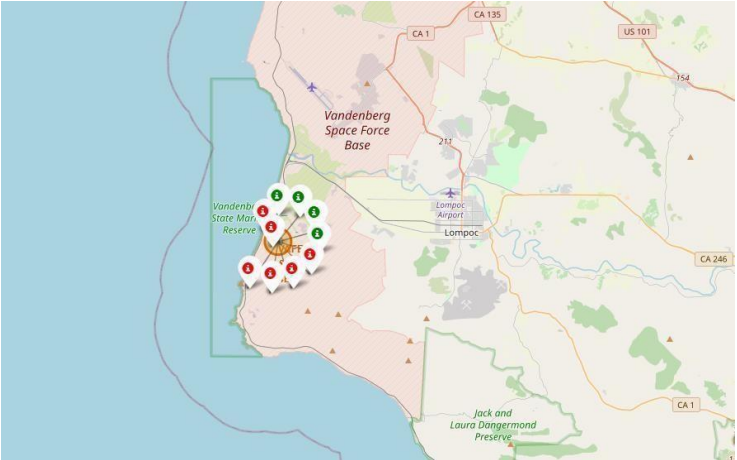 CA 135
CA 1
US 101
154
Vandenberg
Space Force
Base
211
Lompoc
Airport
Vandenb
State Mar
Reserve
Lompoc
CA 246
CA 1
Jack and
Laura Dangermond
Preserve